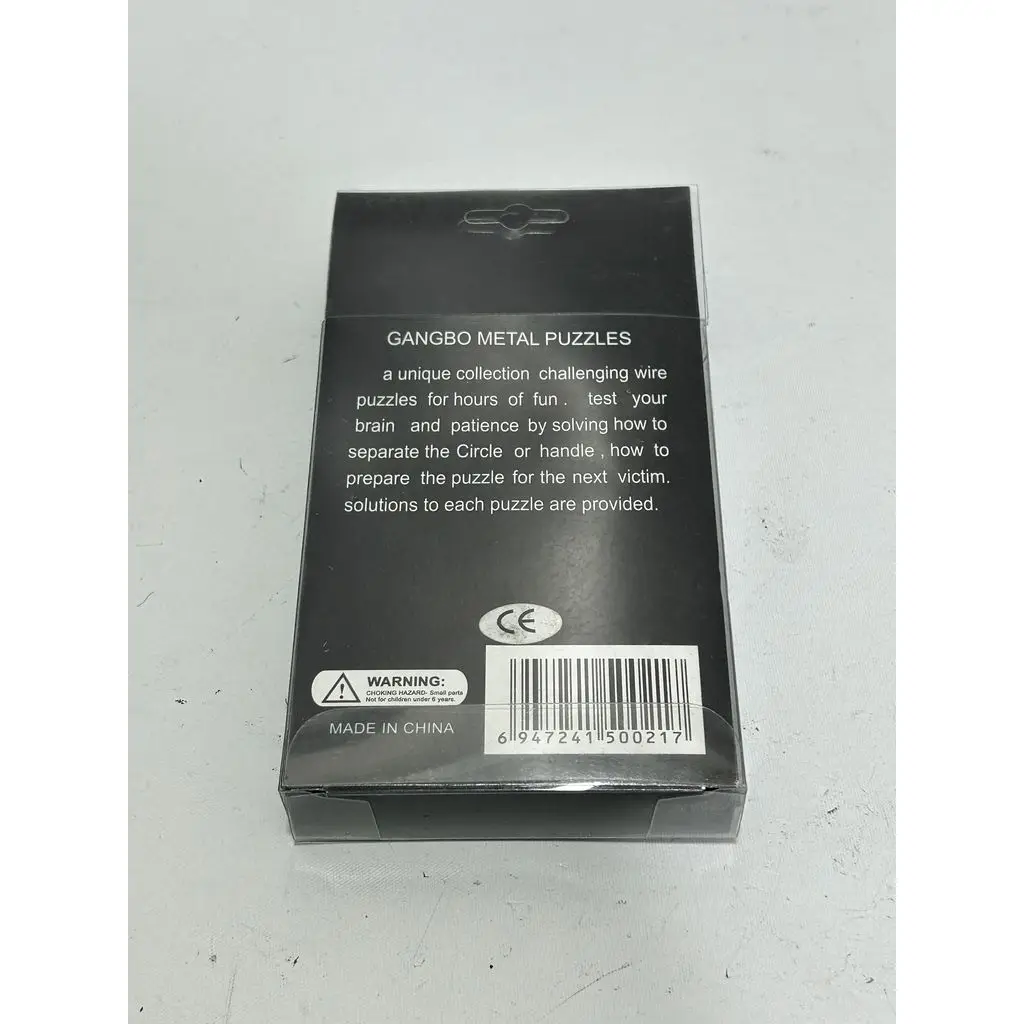 GANGBO METAL PUZZLES
a unique collection challenging wire
puzzles for hours of fun . test your
brain and patience by solving how to
separate the Circle or handle , how to
prepare the puzzle for the next victim.
solutions to each puzzle are provided.
CE
WARNING:
CHOKING HAZARD- Small parts
Not for children under 6 years.
MADE IN CHINA
6 947241 500217